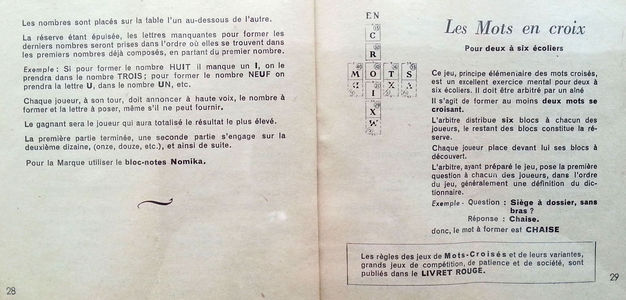 Les nombres sont placés sur la table l'un au-dessous de l'autre.
La réserve étant épuisée, les lettres manquantes pour former les
derniers nombres seront prises dans l'ordre où elles se trouvent dans
les premiers nombres déjà composés, en partant du premier nombre.
Exemple : Si pour former le nombre HUIT il manque un I, on le
prendra dans le nombre TROIS ; pour former le nombre NEUF on
prendra la lettre U, dans le nombre UN, etc.
Chaque joueur, à son tour, doit annoncer à haute voix, le nombre à
former et la lettre à poser, même s'il ne peut fournir.
Le gagnant sera le joueur qui aura totalisé le résultat le plus élevé.
La première partie terminée, une seconde partie s'engage sur la
deuxième dizaine, (onze, douze, etc.), et ainsi de suite.
Pour la Marque utiliser le bloc-notes Nomika.
28
EN
C
R
M O T S
I
X
Les Mots en croix
Pour deux à six écoliers
Ce jeu, principe élémentaire des mots croisés,
est un excellent exercice mental pour deux à
six écoliers. Il doit être arbitré par un aîné
Il s'agit de former au moins deux mots se
croisant.
L'arbitre distribue six blocs à chacun des
joueurs, le restant des blocs constitue la ré-
serve.
Chaque joueur place devant lui ses blocs à
découvert.
L'arbitre, ayant préparé le jeu, pose la première
question à chacun des joueurs, dans l'ordre
du jeu, généralement une définition du dic-
tionnaire.
Exemple - Question : Siège à dossier, sans
bras ?
Réponse : Chaise.
donc, le mot à former est CHAISE
Les règles des jeux de Mots-Croisés et de leurs variantes,
grands jeux de compétition, de patience et de société, sont
publiés dans le LIVRET ROUGE.
29